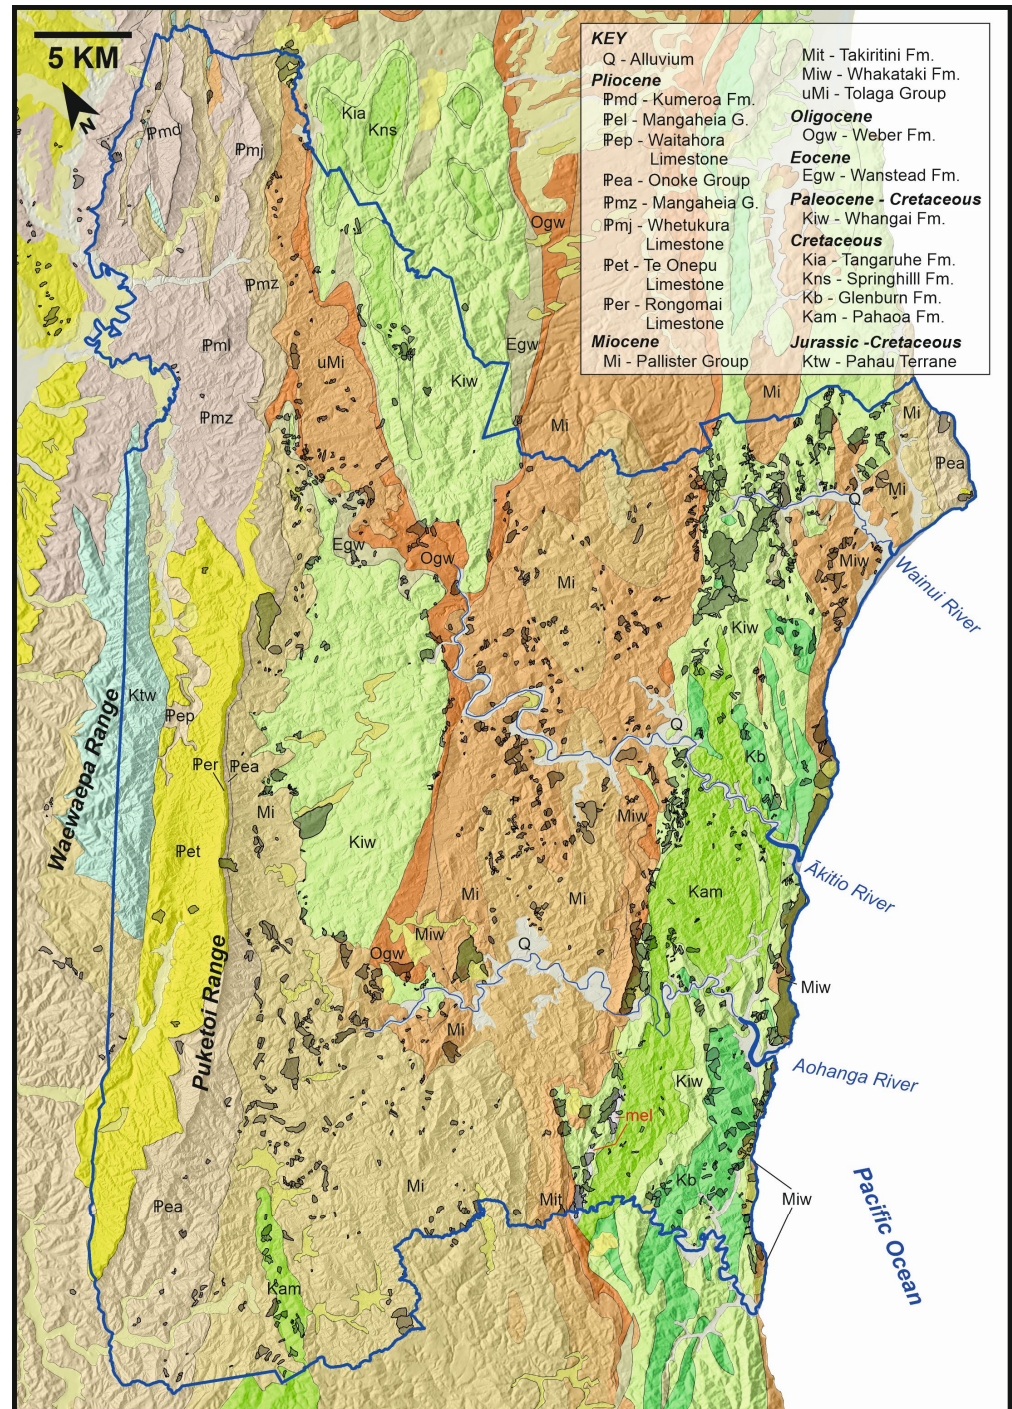 5 KM
N
KEY
Q - Alluvium
Pliocene
Pmd - Kumeroa Fm.
Pel - Mangaheia G.
Pep - Waitahora
Limestone
Pea - Onoke Group
Pmz - Mangaheia G.
Pmj - Whetukura
Limestone
Pet - Te Onepu
Limestone
Per - Rongomai
Limestone
Miocene
Mi - Pallister Group
Mit - Takiritini Fm.
Miw - Whakataki Fm.
uMi - Tolaga Group
Oligocene
Ogw - Weber Fm.
Eocene
Egw - Wanstead Fm.
Paleocene - Cretaceous
Kiw - Whangai Fm.
Cretaceous
Kia - Tangaruhe Fm.
Kns - Springhilll Fm.
Kb - Glenburn Fm.
Kam - Pahaoa Fm.
Jurassic -Cretaceous
Ktw - Pahau Terrane
Pmd
Pmj
Kia
Kns
Ogw
Pmz
Pml
uMi
Egw
Kiw
Mi
Mi
Mi
Pmz
Pea
Q
Mi
Egw
Ogw
Mi
Miw
Wainui River
Kiw
Ktw
Pep
Q
Per
Pea
Kb
Waewaepa Range
Mi
Miw
Kiw
Pet
Ākitio River
Kam
Mi
Mi
Miw
Q
Ogw
Puketoi Range
Miw
Mi
Aohanga River
Kiw
mel
Kb
Mi
Mit
Miw
Pea
Pacific Ocean
Kam